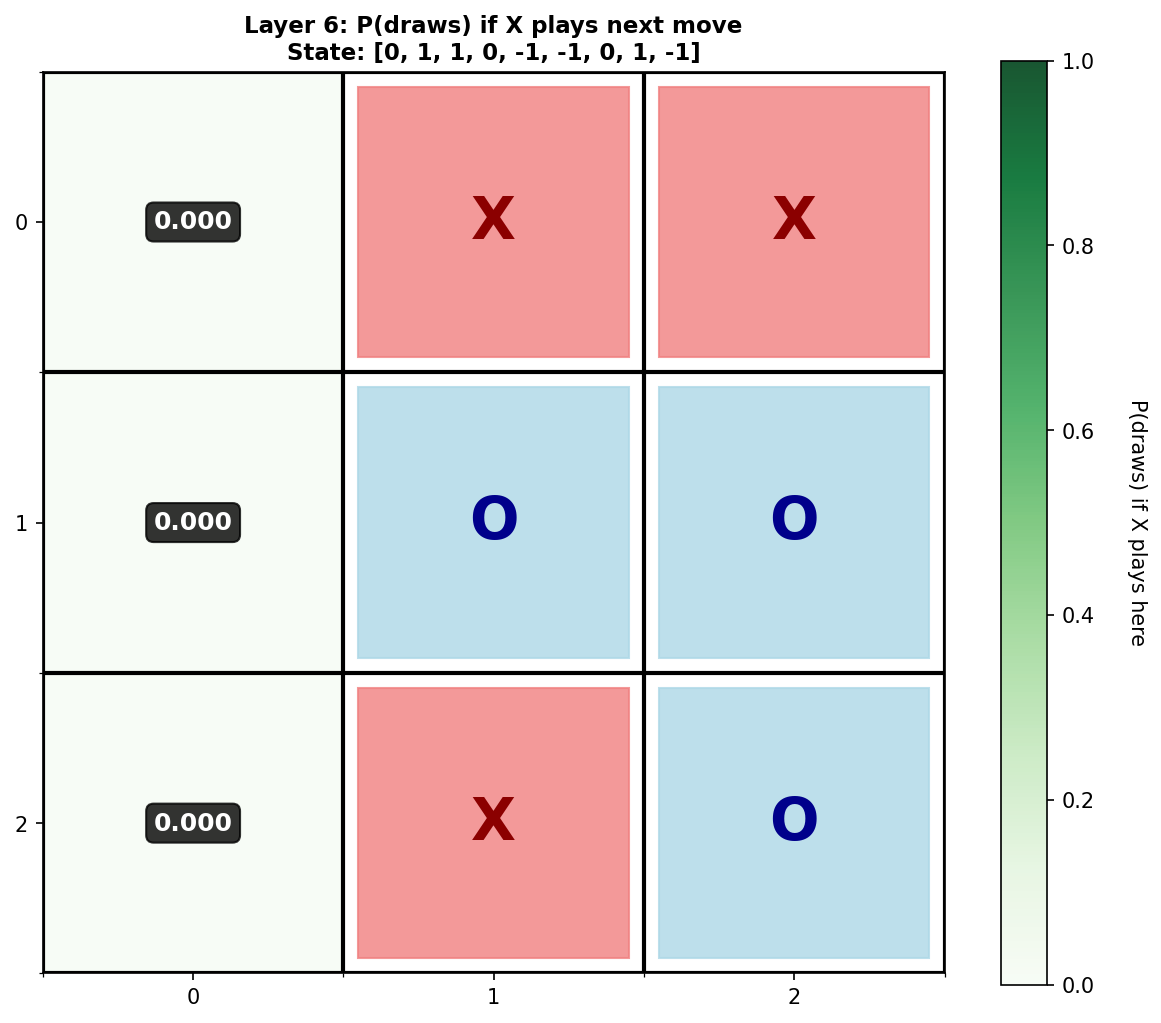 Layer 6: P(draws) if X plays next move
State: [0, 1, 1, 0, -1, -1, 0, 1, -1]
0
0.000
X
X
1
0.000
O
O
2
0.000
X
O
0
1
2
1.0
0.8
0.6
0.4
0.2
0.0
P(draws) if X plays here